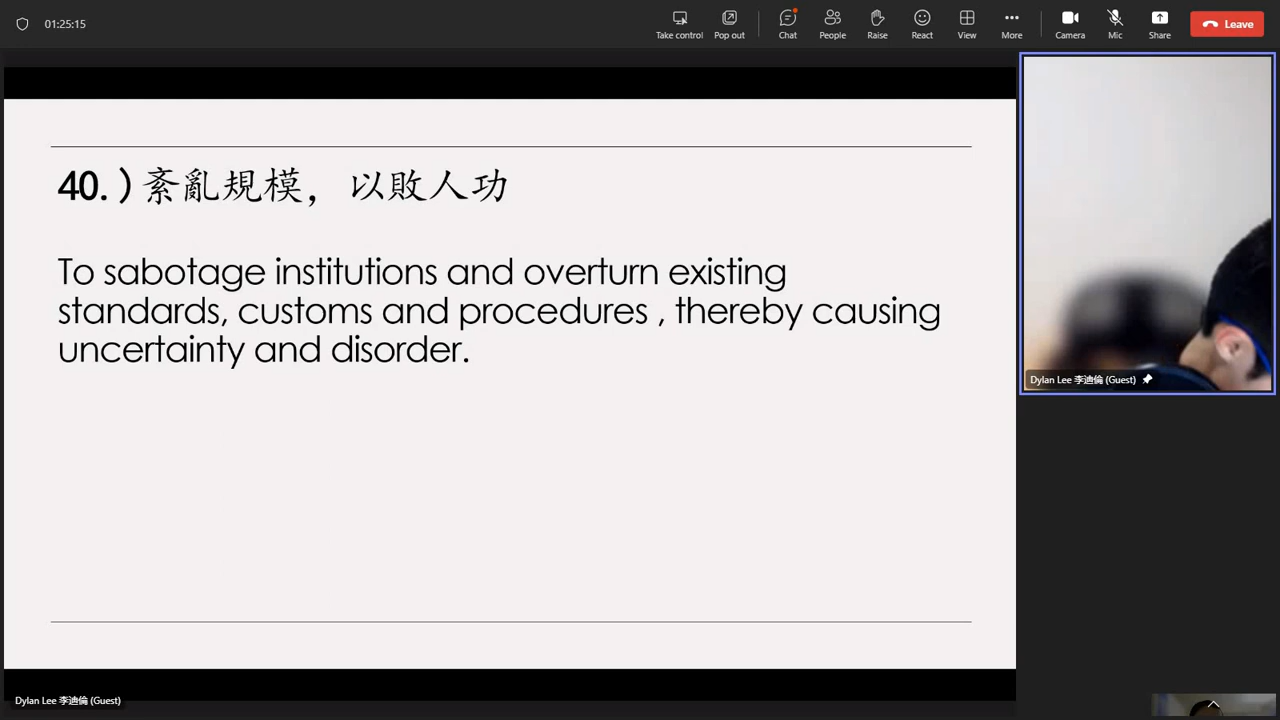 01:25:15
Take control
Pop out
Chat
People
Raise
React
View
More
Camera
Mic
Share
Leave
40. ) 紊亂規模，以敗人功
To sabotage institutions and overturn existing
standards, customs and procedures , thereby causing
uncertainty and disorder.
Dylan Lee 李迪倫 (Guest)
Dylan Lee 李迪倫 (Guest)